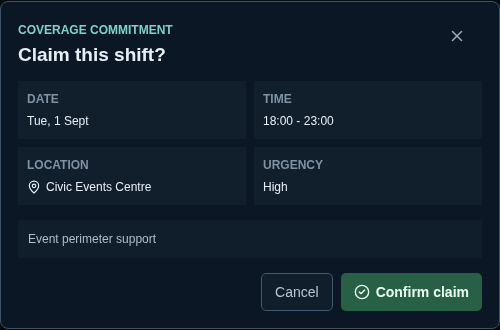 COVERAGE COMMITMENT
Claim this shift?
DATE
Tue, 1 Sept
TIME
18:00 - 23:00
LOCATION
Civic Events Centre
URGENCY
High
Event perimeter support
Cancel
Confirm claim